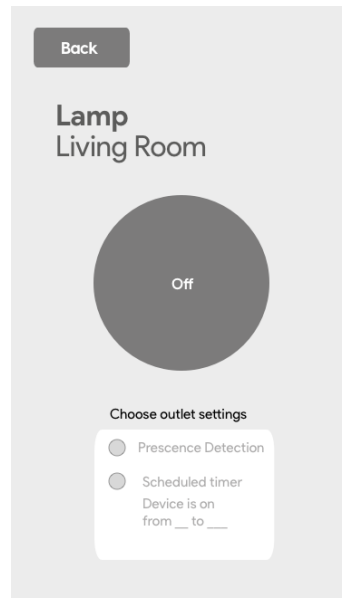 Back
Lamp
Living Room
Off
Choose outlet settings
Prescence Detection
Scheduled timer
Device is on
from __ to ___